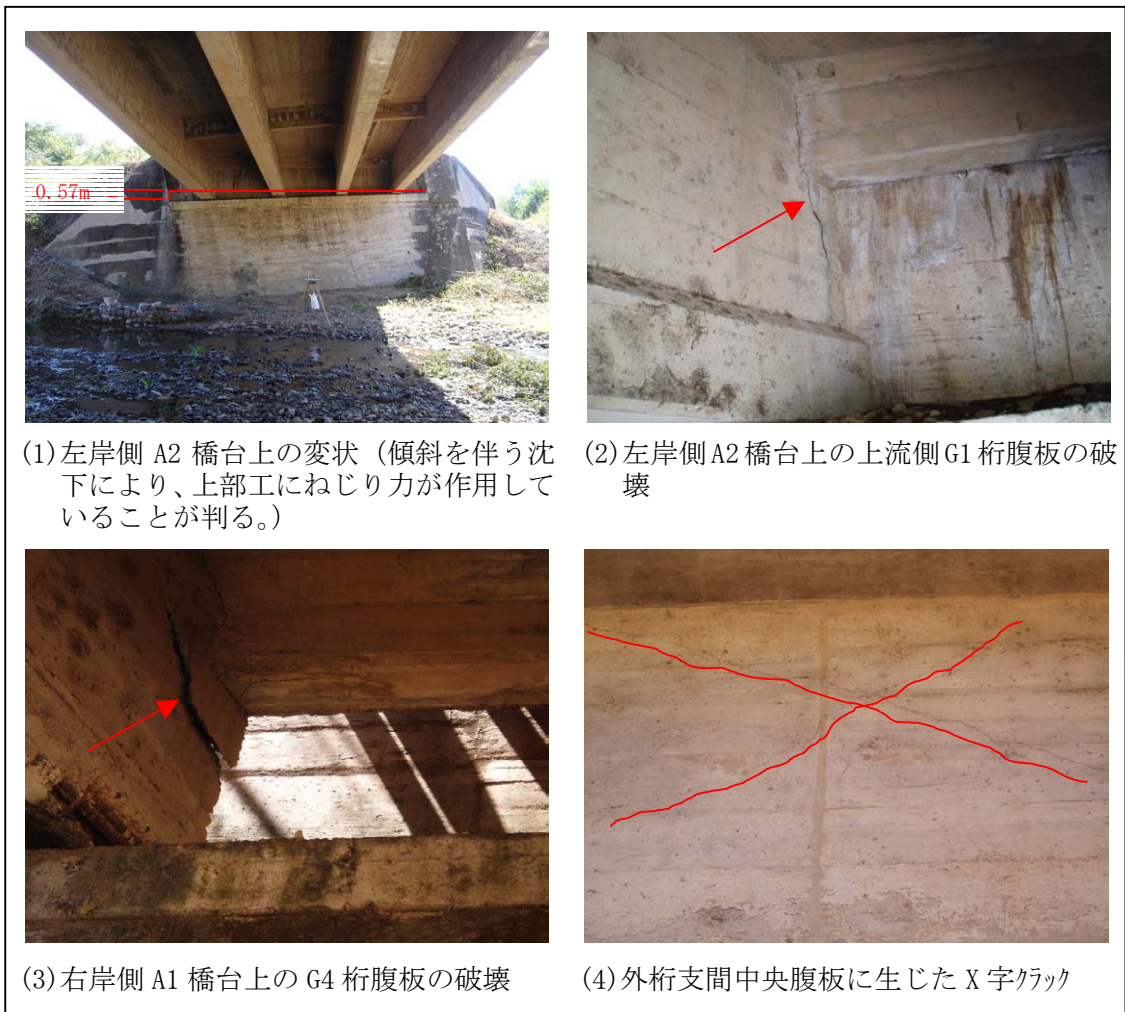 0.57m
(1)左岸側 A2 橋台上の変状（傾斜を伴う沈
下により、上部工にねじり力が作用して
いることが判る。）
(2)左岸側A2橋台上の上流側G1桁腹板の破
壊
(3)右岸側 A1 橋台上の G4 桁腹板の破壊
(4)外桁支間中央腹板に生じた X 字クラック